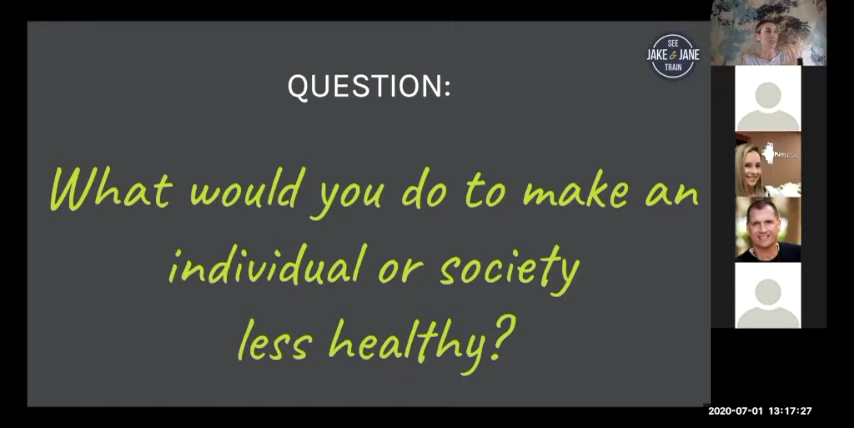 SEE
JAKE & JANE
TRAIN
QUESTION:
What would you do to make an
individual or society
less healthy?
2020-07-01 13:17:27